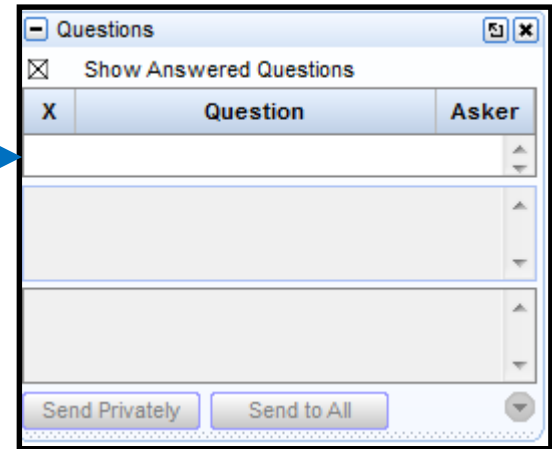 Questions
Show Answered Questions
X Question Asker
Send Privately Send to All